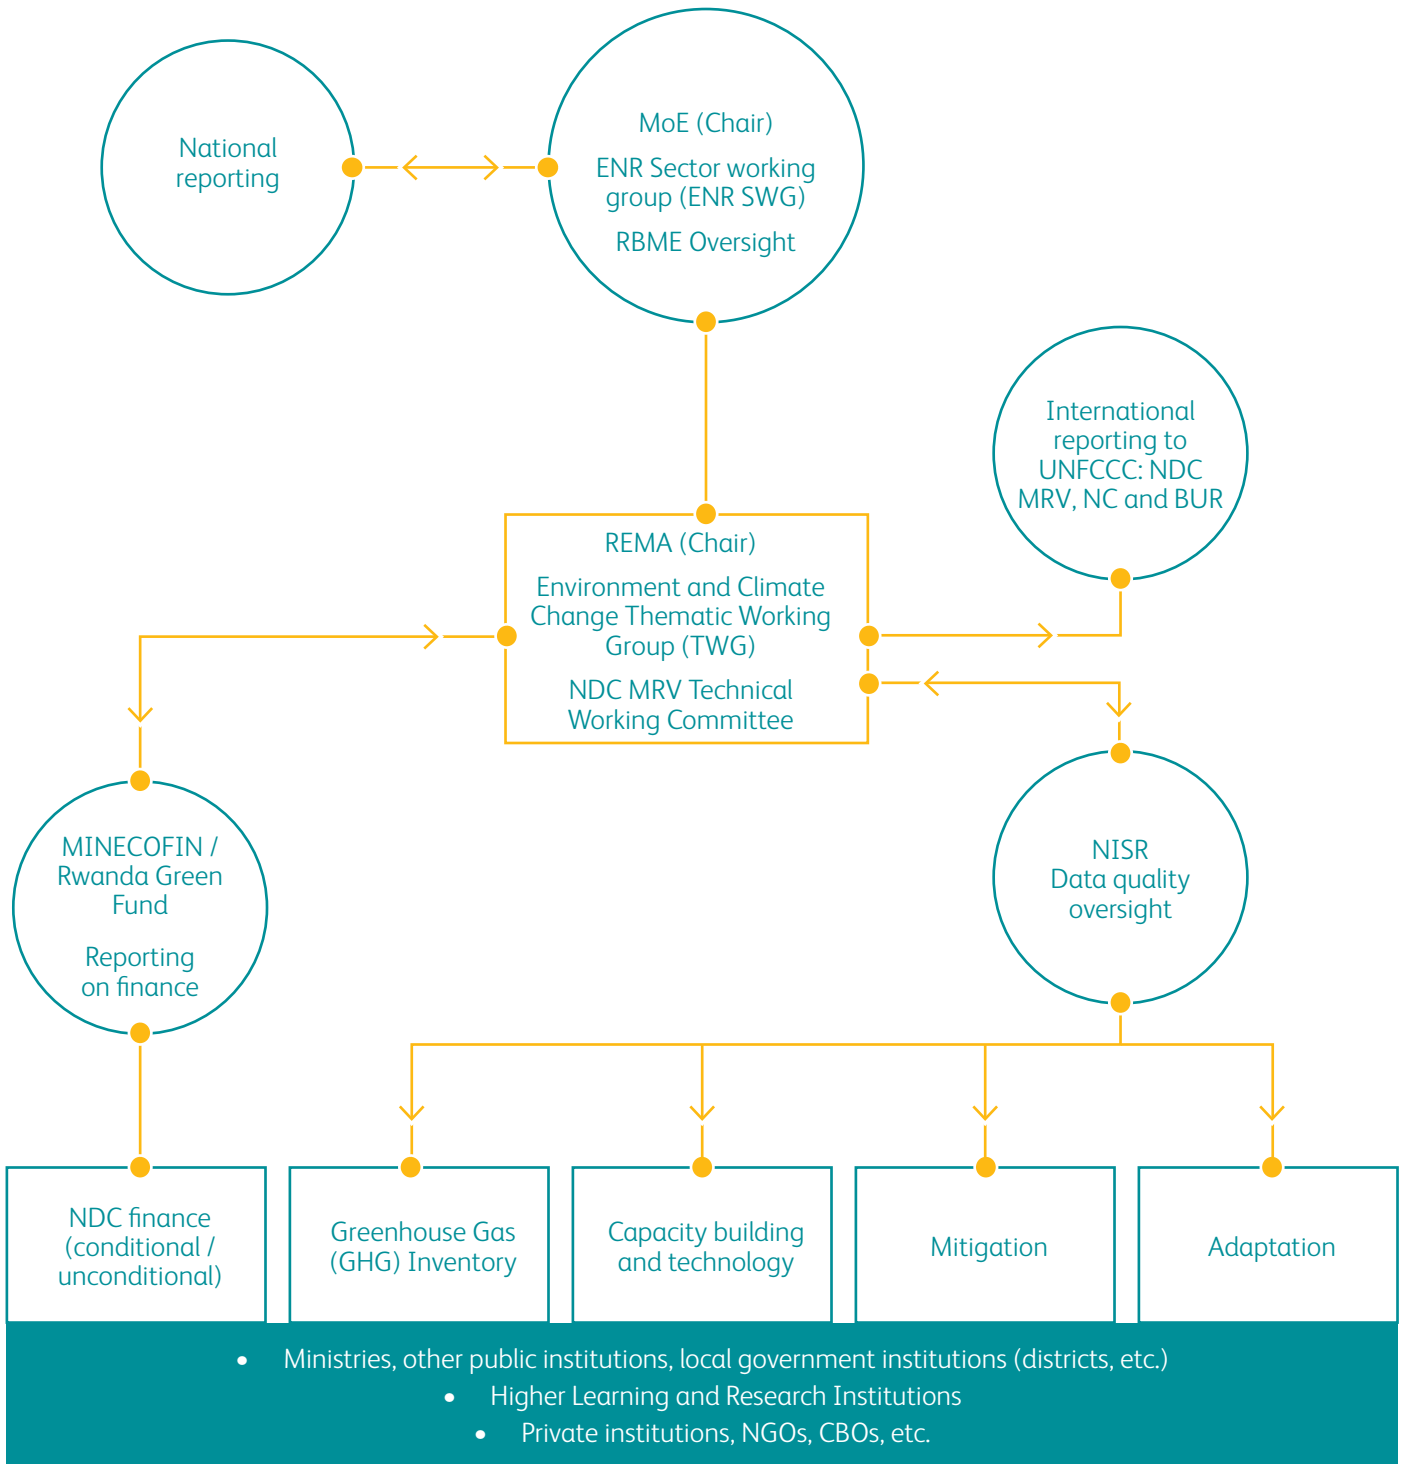 National
reporting
MoE (Chair)
ENR Sector working
group (ENR SWG)
RBME Oversight
International
reporting to
UNFCCC: NDC
MRV, NC and BUR
REMA (Chair)
Environment and Climate
Change Thematic Working
Group (TWG)
NDC MRV Technical
Working Committee
MINECOFIN /
Rwanda Green
Fund
Reporting
on finance
NISR
Data quality
oversight
NDC finance
(conditional /
unconditional)
Greenhouse Gas
(GHG) Inventory
Capacity building
and technology
Mitigation
Adaptation
• Ministries, other public institutions, local government institutions (districts, etc.)
• Higher Learning and Research Institutions
• Private institutions, NGOs, CBOs, etc.